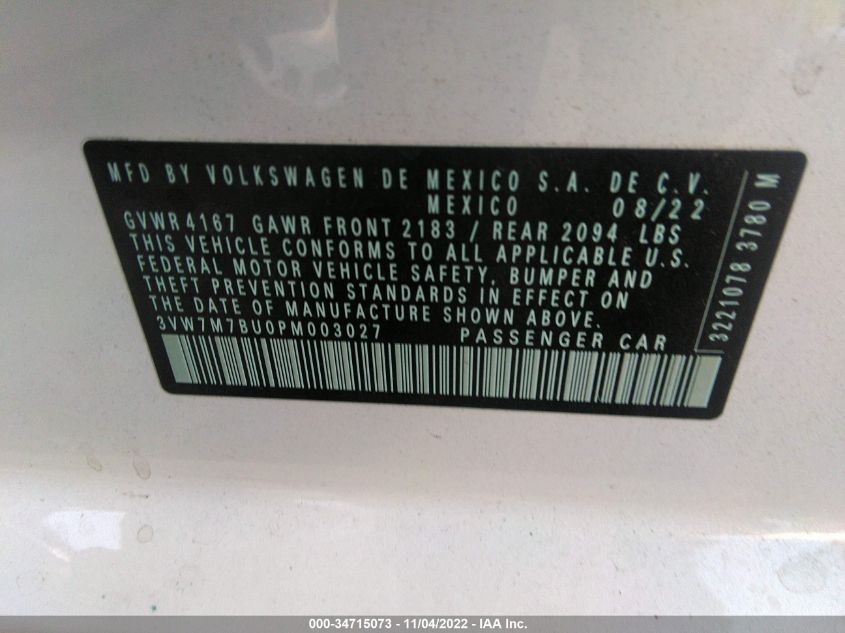 MFD BY VOLKSWAGEN DE MEXICO S.A. DE C.V.
MEXICO 08/22
GVWR 4167 GAWR FRONT 2183 / REAR 2094 LBS
THIS VEHICLE CONFORMS TO ALL APPLICABLE U.S.
FEDERAL MOTOR VEHICLE SAFETY, BUMPER AND
THEFT PREVENTION STANDARDS IN EFFECT ON
THE DATE OF MANUFACTURE SHOWN ABOVE.
3VW7M7BU0PM003027 PASSENGER CAR
3221078 3780 M
000-34715073 - 11/04/2022 - IAA Inc.